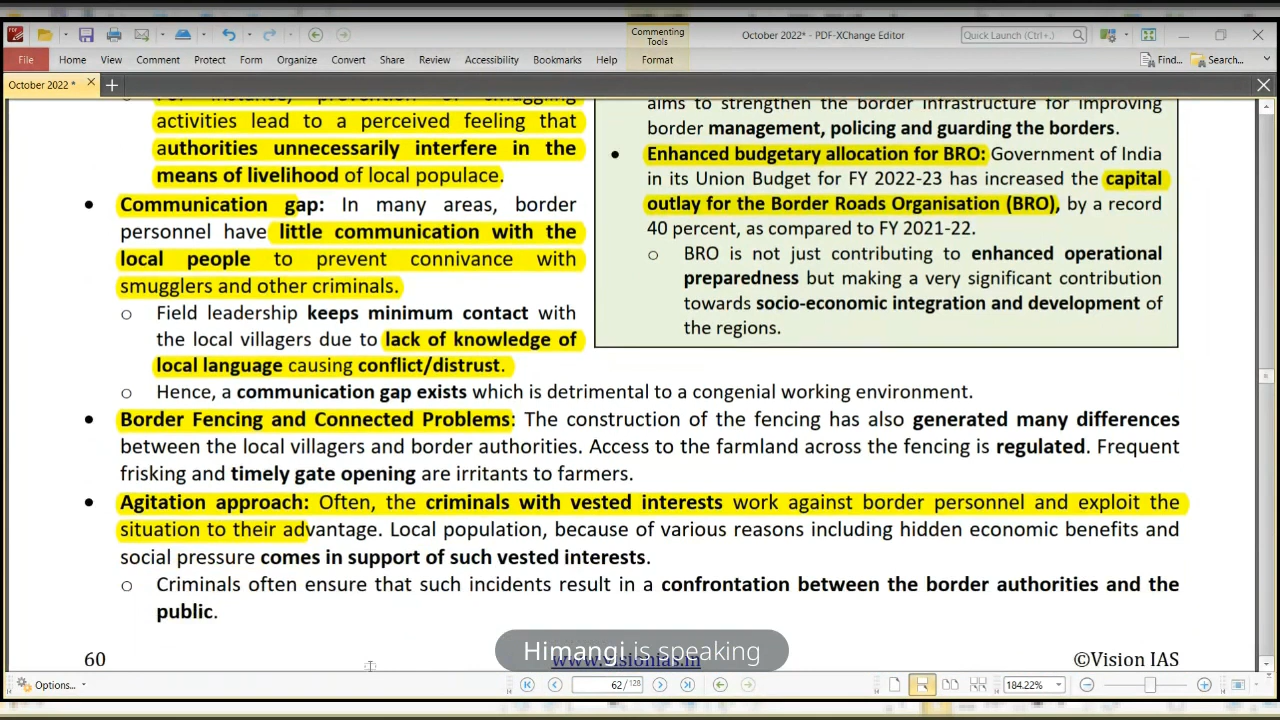 Commenting Tools
October 2022* - PDF-XChange Editor
Quick Launch (Ctrl+.)
File Home View Comment Protect Form Organize Convert Share Review Accessibility Bookmarks Help Format
Find... Search...
October 2022 *
For instance, prevention of smuggling
activities lead to a perceived feeling that
authorities unnecessarily interfere in the
means of livelihood of local populace.
• Communication gap: In many areas, border
personnel have little communication with the
local people to prevent connivance with
smugglers and other criminals.
o Field leadership keeps minimum contact with
the local villagers due to lack of knowledge of
local language causing conflict/distrust.
o Hence, a communication gap exists which is detrimental to a congenial working environment.
aims to strengthen the border infrastructure for improving
border management, policing and guarding the borders.
• Enhanced budgetary allocation for BRO: Government of India
in its Union Budget for FY 2022-23 has increased the capital
outlay for the Border Roads Organisation (BRO), by a record
40 percent, as compared to FY 2021-22.
o BRO is not just contributing to enhanced operational
preparedness but making a very significant contribution
towards socio-economic integration and development of
the regions.
• Border Fencing and Connected Problems: The construction of the fencing has also generated many differences
between the local villagers and border authorities. Access to the farmland across the fencing is regulated. Frequent
frisking and timely gate opening are irritants to farmers.
• Agitation approach: Often, the criminals with vested interests work against border personnel and exploit the
situation to their advantage. Local population, because of various reasons including hidden economic benefits and
social pressure comes in support of such vested interests.
o Criminals often ensure that such incidents result in a confrontation between the border authorities and the
public.
60 www.visionias.in ©Vision IAS
Himangi is speaking
Options... 62/128 184.22%